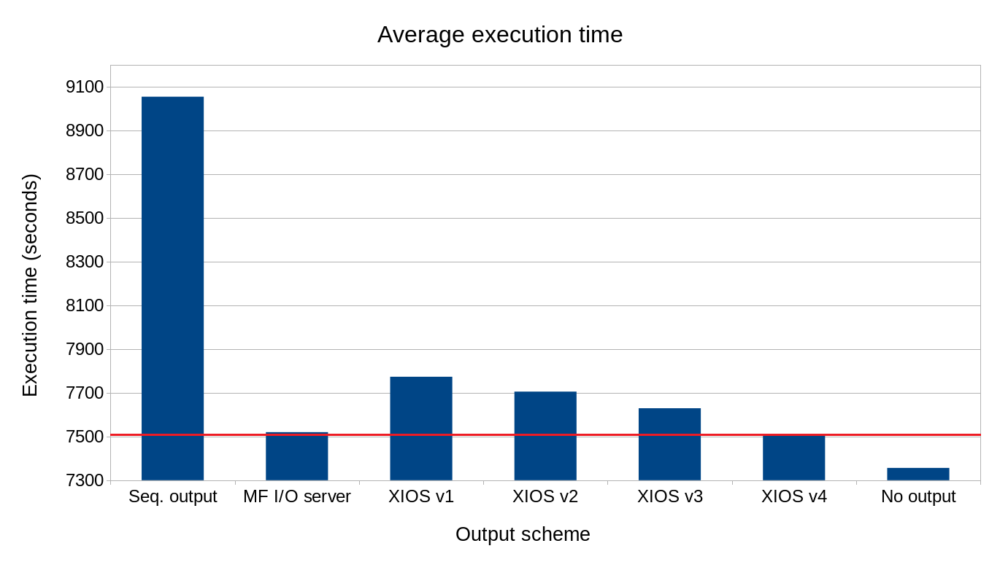 Average execution time
Execution time (seconds)
9100
8900
8700
8500
8300
8100
7900
7700
7500
7300
Seq. output MF I/O server XIOS v1 XIOS v2 XIOS v3 XIOS v4 No output
Output scheme